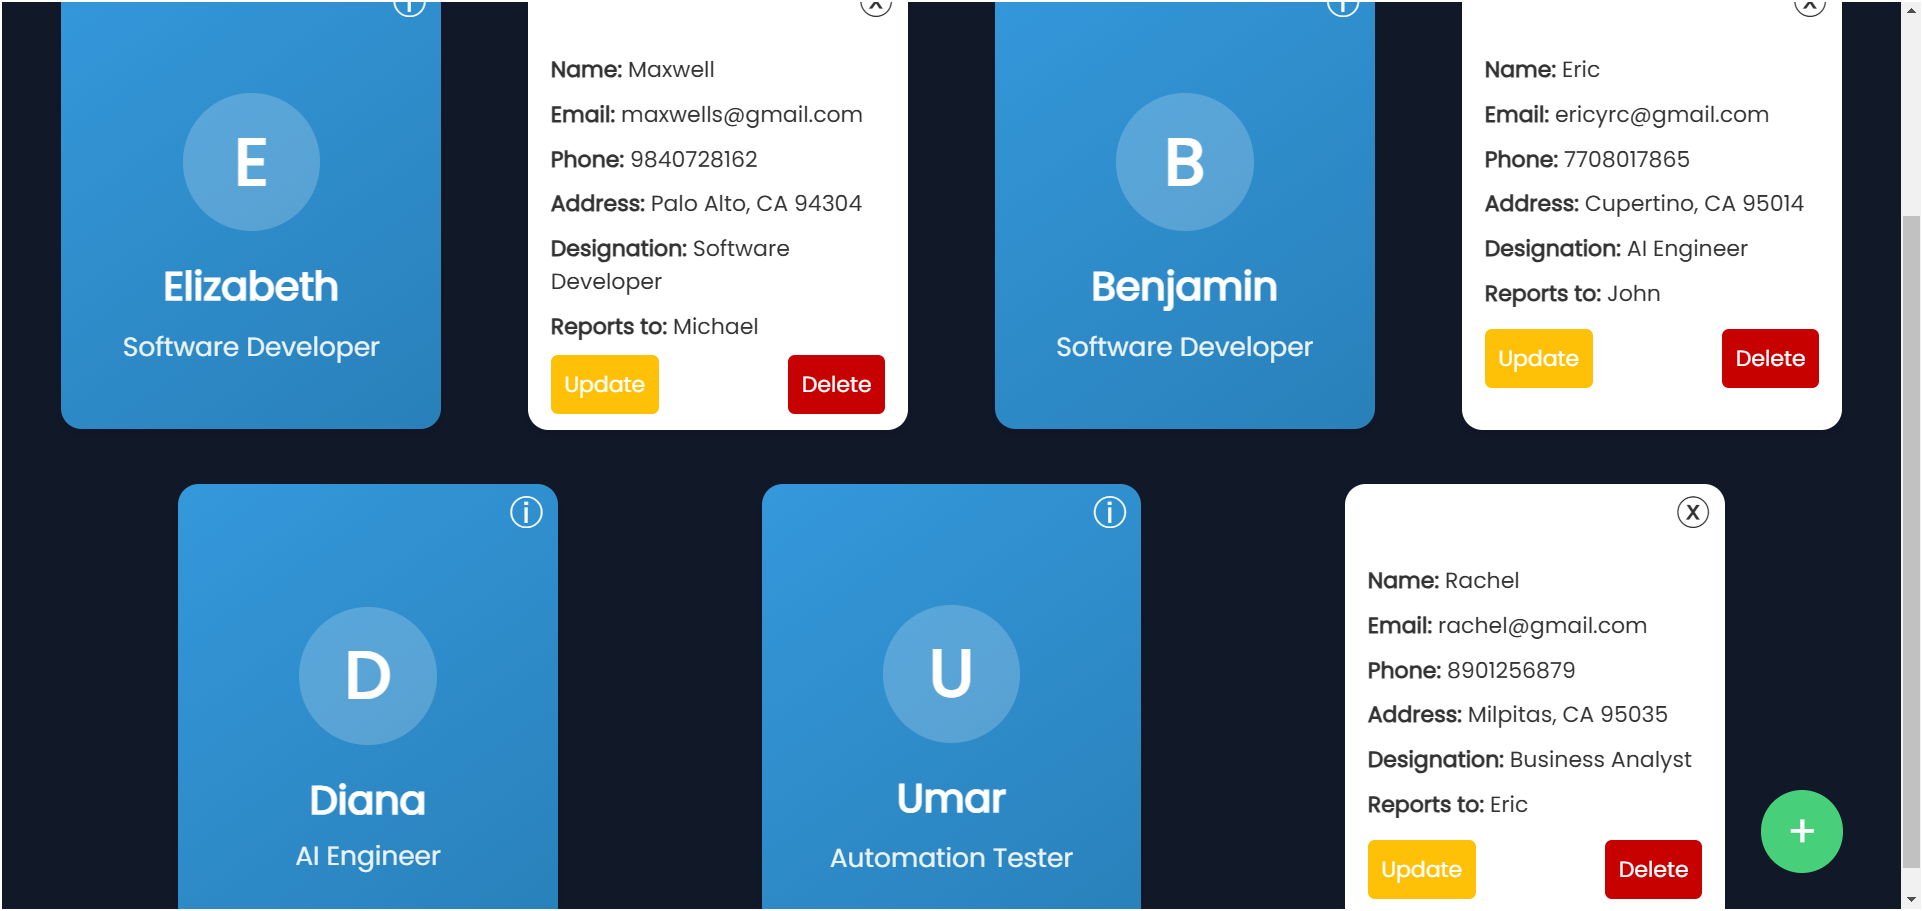 E
Elizabeth
Software Developer
X
Name: Maxwell
Email: maxwells@gmail.com
Phone: 9840728162
Address: Palo Alto, CA 94304
Designation: Software
Developer
Reports to: Michael
Update
Delete
B
Benjamin
Software Developer
X
Name: Eric
Email: ericyrc@gmail.com
Phone: 7708017865
Address: Cupertino, CA 95014
Designation: AI Engineer
Reports to: John
Update
Delete
i
D
Diana
AI Engineer
i
U
Umar
Automation Tester
X
Name: Rachel
Email: rachel@gmail.com
Phone: 8901256879
Address: Milpitas, CA 95035
Designation: Business Analyst
Reports to: Eric
Update
Delete
+